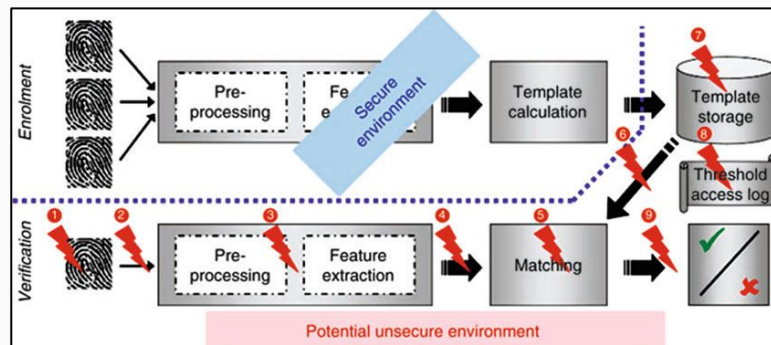 Enrolment
Pre-
processing
Fe
e
Secure
environment
Template
calculation
7
Template
storage
6
8
Threshold
access log
Verification
1
2
3
4
5
9
Pre-
processing
Feature
extraction
Matching
Potential unsecure environment